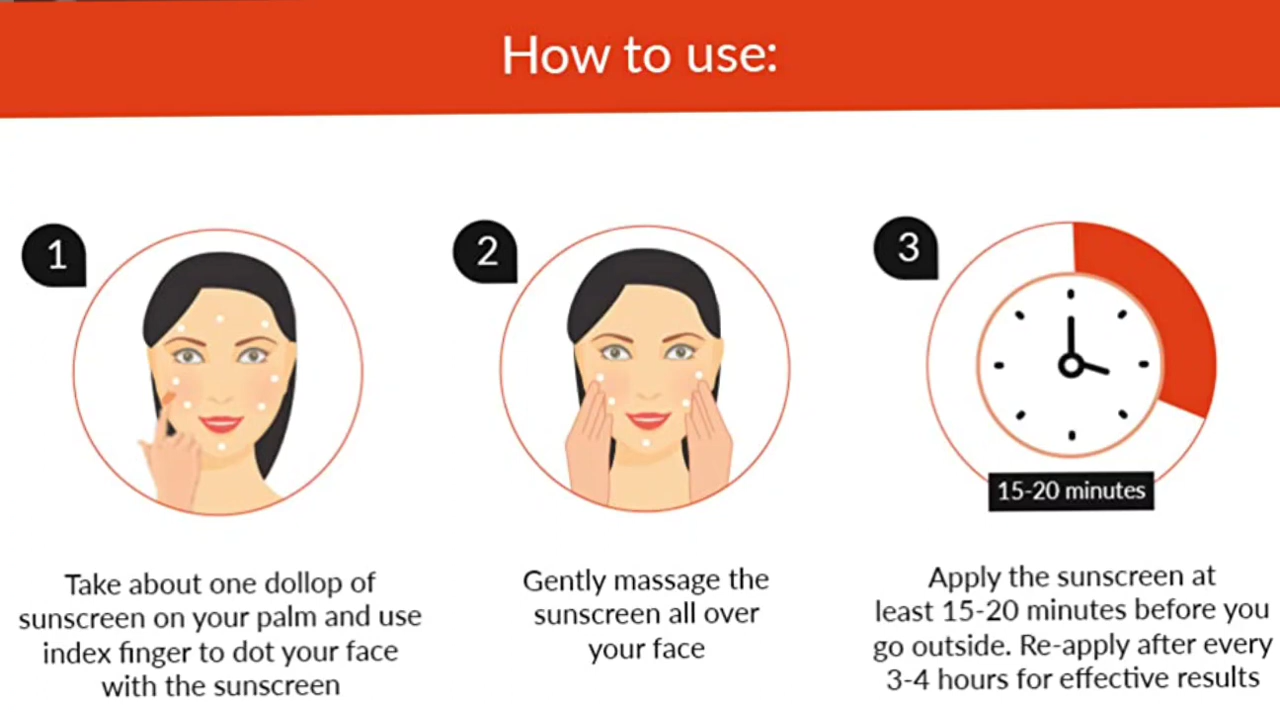 How to use:
1
2
3
15-20 minutes
Take about one dollop of
sunscreen on your palm and use
index finger to dot your face
with the sunscreen
Gently massage the
sunscreen all over
your face
Apply the sunscreen at
least 15-20 minutes before you
go outside. Re-apply after every
3-4 hours for effective results